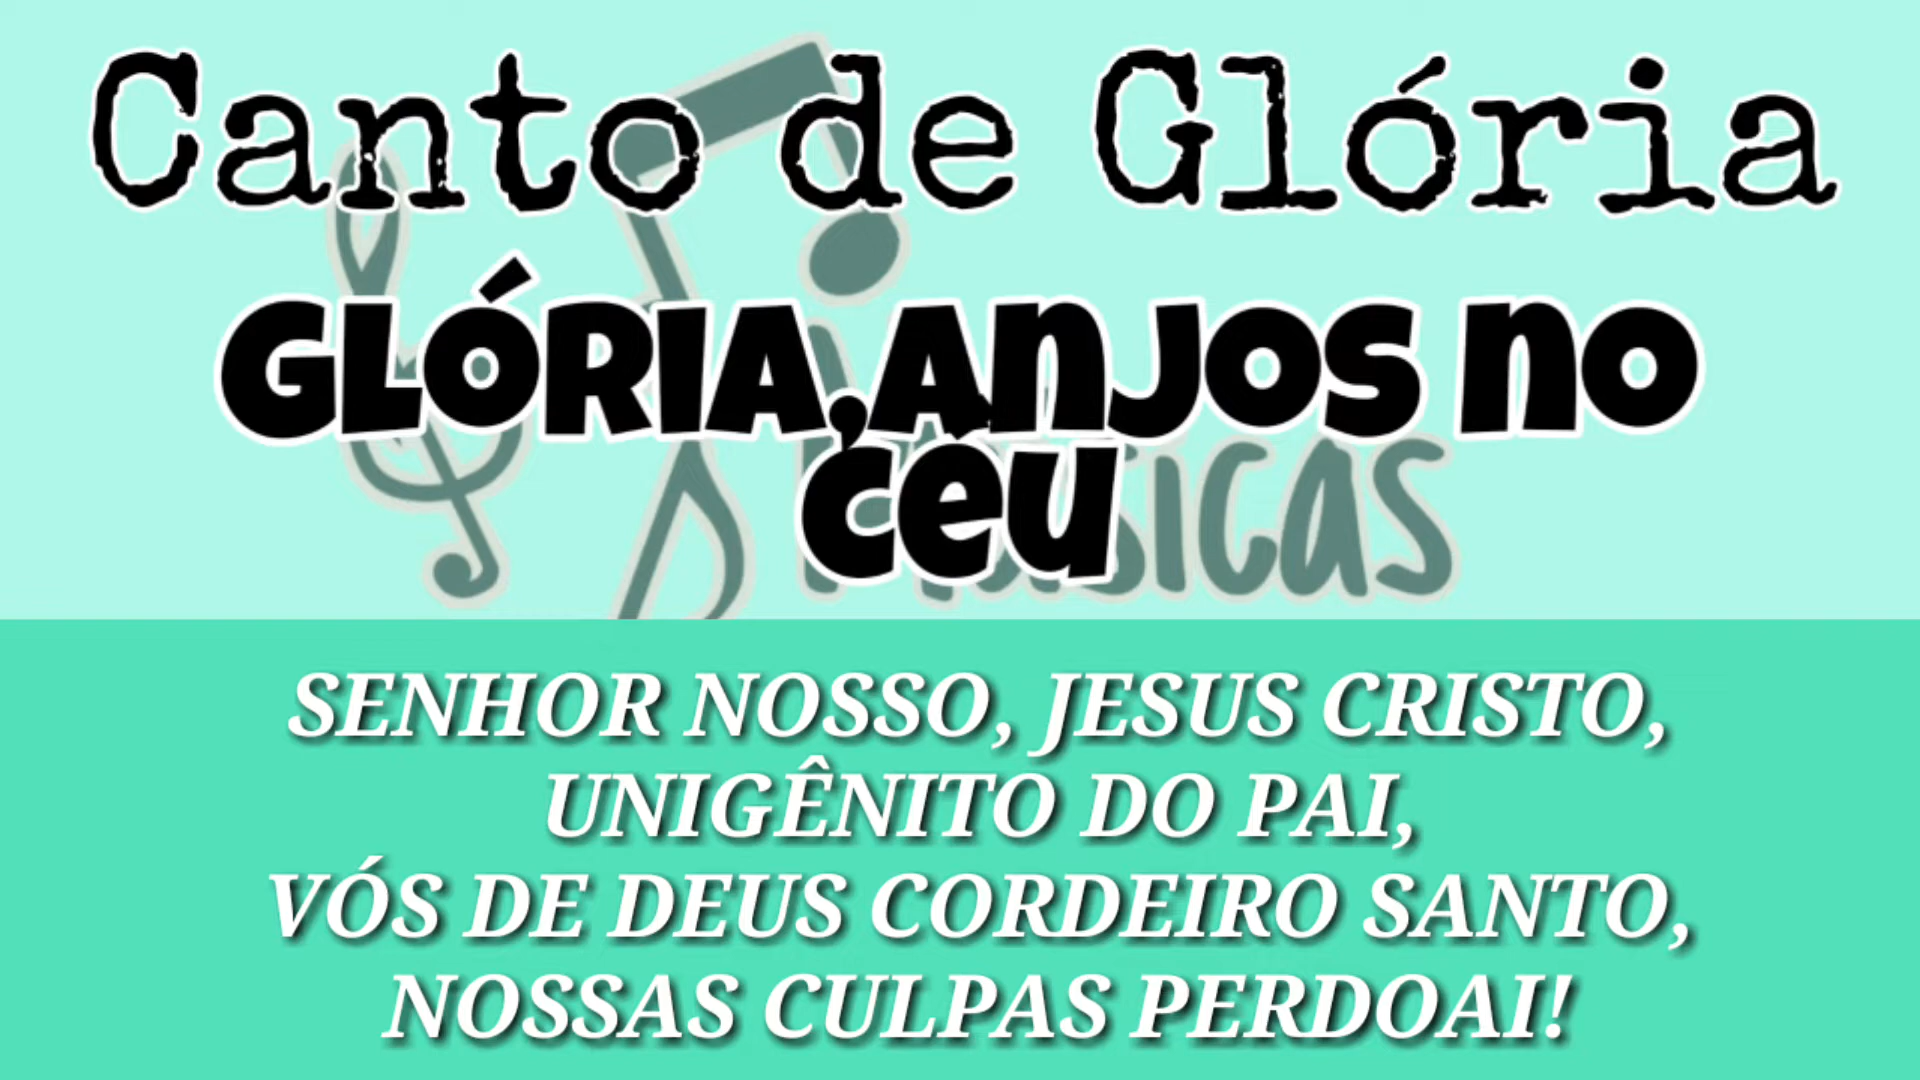 Canto de Glória
GLÓRIA,ANJOS NO
CÉU
Músicas
SENHOR NOSSO, JESUS CRISTO,
UNIGÊNITO DO PAI,
VÓS DE DEUS CORDEIRO SANTO,
NOSSAS CULPAS PERDOAI!